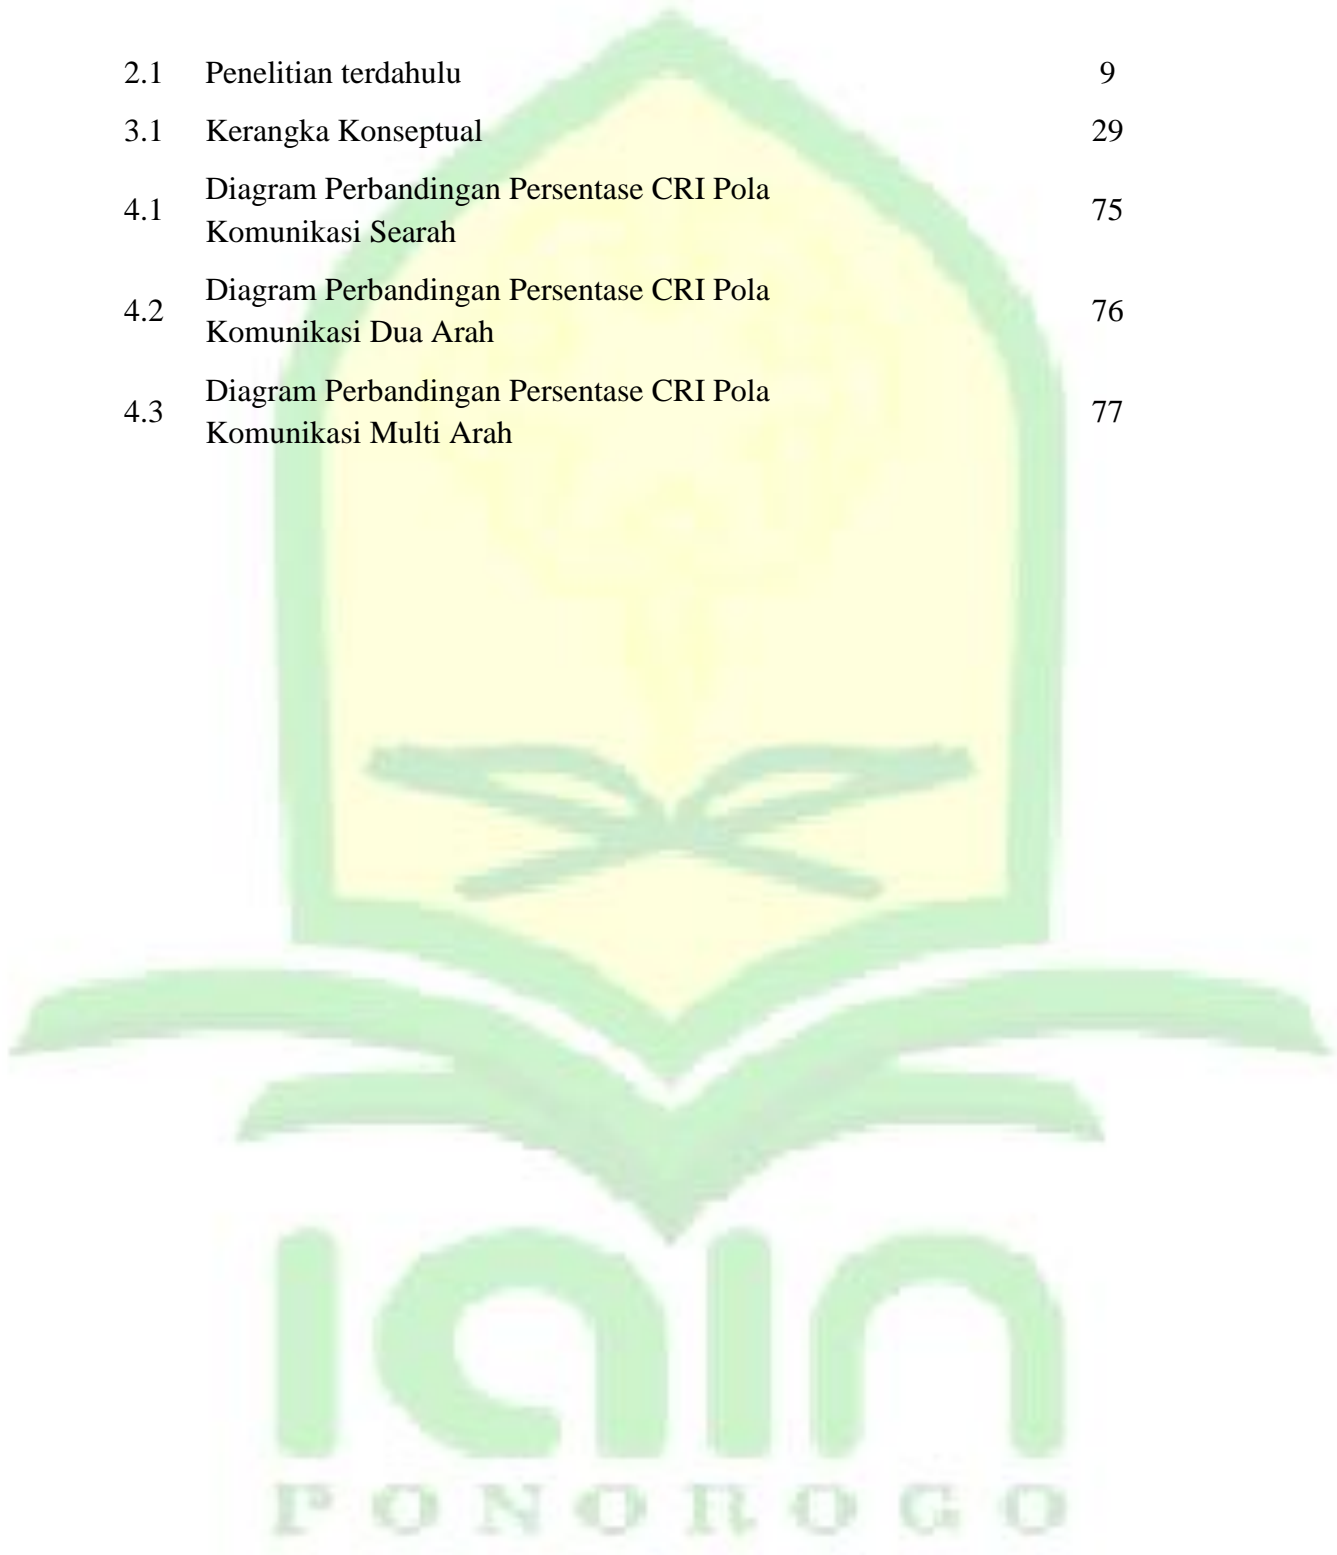 2.1 Penelitian terdahulu 9
3.1 Kerangka Konseptual 29
4.1 Diagram Perbandingan Persentase CRI Pola 75
Komunikasi Searah
4.2 Diagram Perbandingan Persentase CRI Pola 76
Komunikasi Dua Arah
4.3 Diagram Perbandingan Persentase CRI Pola 77
Komunikasi Multi Arah
iain
PONOROGO